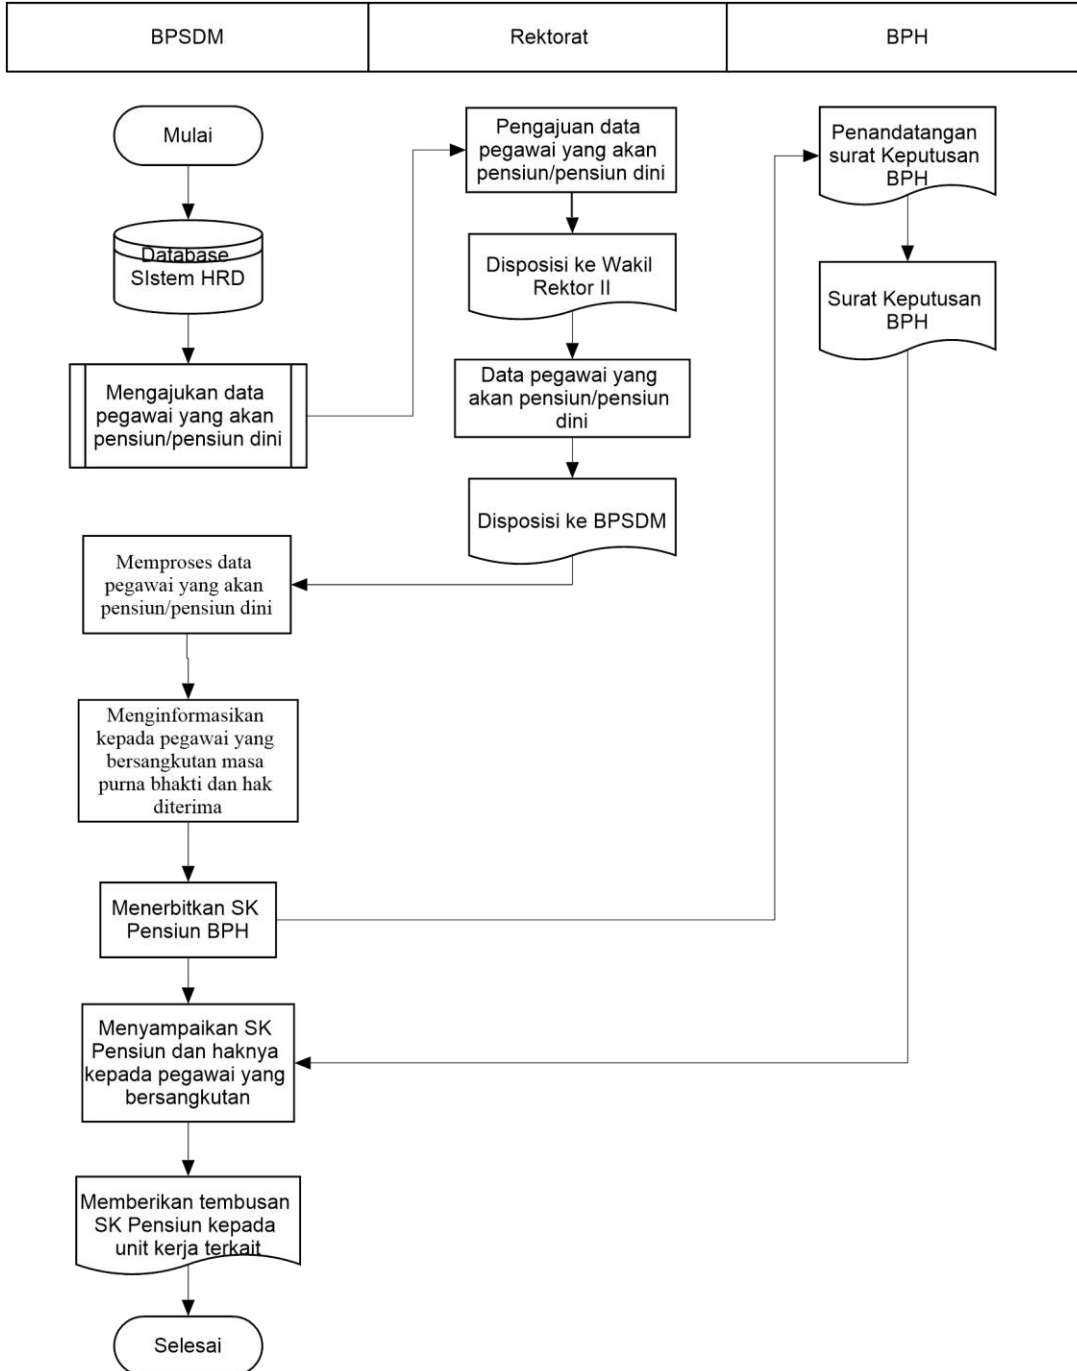 BPSDM
Rektorat
BPH
Mulai
Database
SIstem HRD
Mengajukan data
pegawai yang akan
pensiun/pensiun dini
Pengajuan data
pegawai yang akan
pensiun/pensiun dini
Disposisi ke Wakil
Rektor II
Data pegawai yang
akan pensiun/pensiun
dini
Disposisi ke BPSDM
Memproses data
pegawai yang akan
pensiun/pensiun dini
Menginformasikan
kepada pegawai yang
bersangkutan masa
purna bhakti dan hak
diterima
Menerbitkan SK
Pensiun BPH
Penandatangan
surat Keputusan
BPH
Surat Keputusan
BPH
Menyampaikan SK
Pensiun dan haknya
kepada pegawai yang
bersangkutan
Memberikan tembusan
SK Pensiun kepada
unit kerja terkait
Selesai